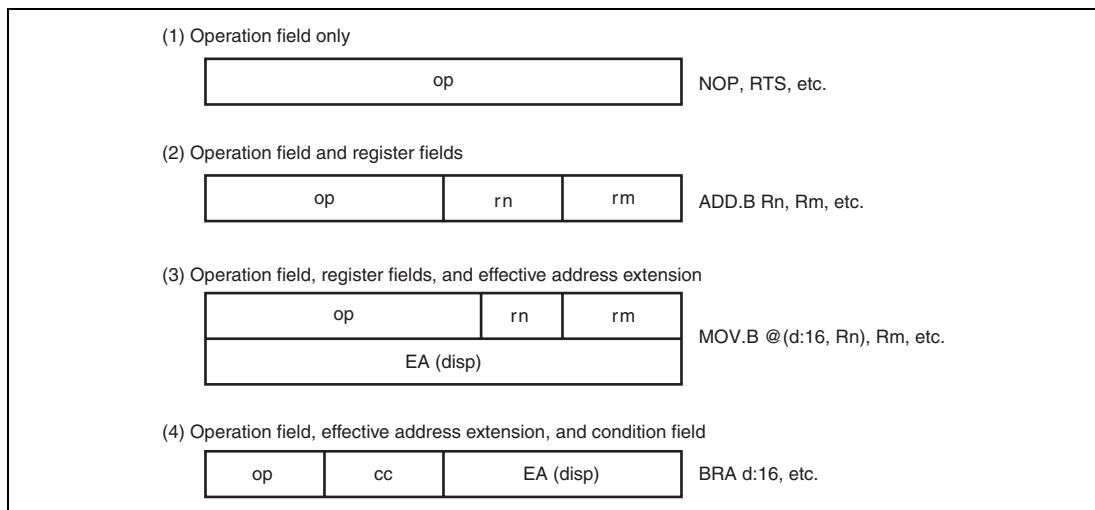 (1) Operation field only
op
NOP, RTS, etc.
(2) Operation field and register fields
op rn rm
ADD.B Rn, Rm, etc.
(3) Operation field, register fields, and effective address extension
op rn rm
EA (disp)
MOV.B @(d:16, Rn), Rm, etc.
(4) Operation field, effective address extension, and condition field
op cc EA (disp)
BRA d:16, etc.